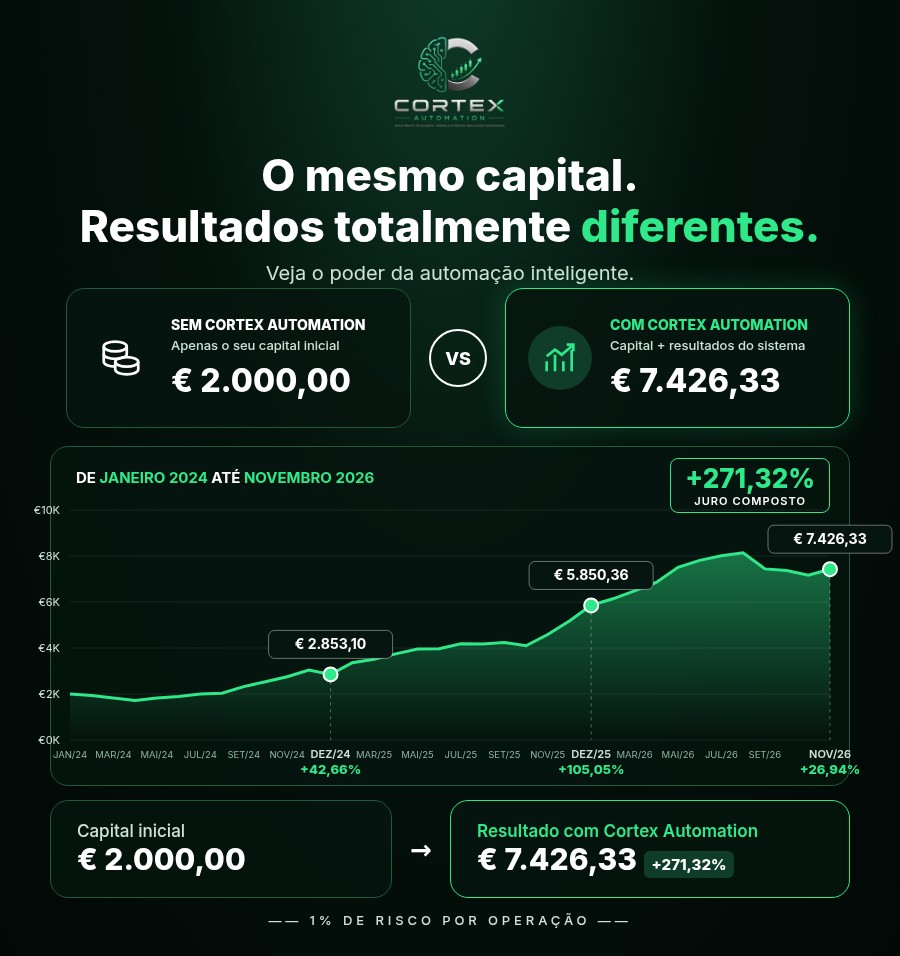 CORTEX
AUTOMATION
O mesmo capital.
Resultados totalmente diferentes.
Veja o poder da automação inteligente.
SEM CORTEX AUTOMATION
Apenas o seu capital inicial
€ 2.000,00
VS
COM CORTEX AUTOMATION
Capital + resultados do sistema
€ 7.426,33
DE JANEIRO 2024 ATÉ NOVEMBRO 2026
+271,32%
JURO COMPOSTO
€10K
€ 7.426,33
€8K
€ 5.850,36
€6K
€ 2.853,10
€4K
€2K
€0K
JAN/24 MAR/24 MAI/24 JUL/24 SET/24 NOV/24 DEZ/24 MAR/25 MAI/25 JUL/25 SET/25 NOV/25 DEZ/25 MAR/26 MAI/26 JUL/26 SET/26 NOV/26
+42,66% +105,05% +26,94%
Capital inicial
€ 2.000,00
→
Resultado com Cortex Automation
€ 7.426,33 +271,32%
—— 1% DE RISCO POR OPERAÇÃO ——